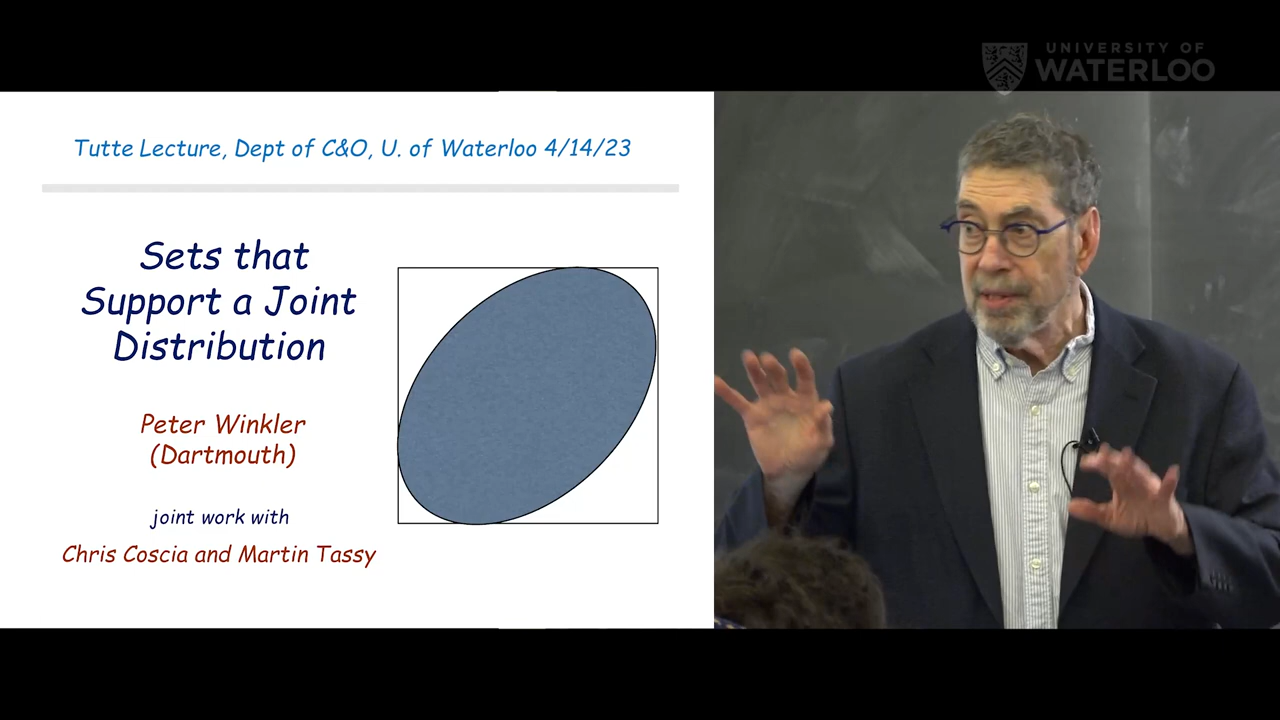 UNIVERSITY OF
WATERLOO
Tutte Lecture, Dept of C&O, U. of Waterloo 4/14/23
Sets that
Support a Joint
Distribution
Peter Winkler
(Dartmouth)
joint work with
Chris Coscia and Martin Tassy